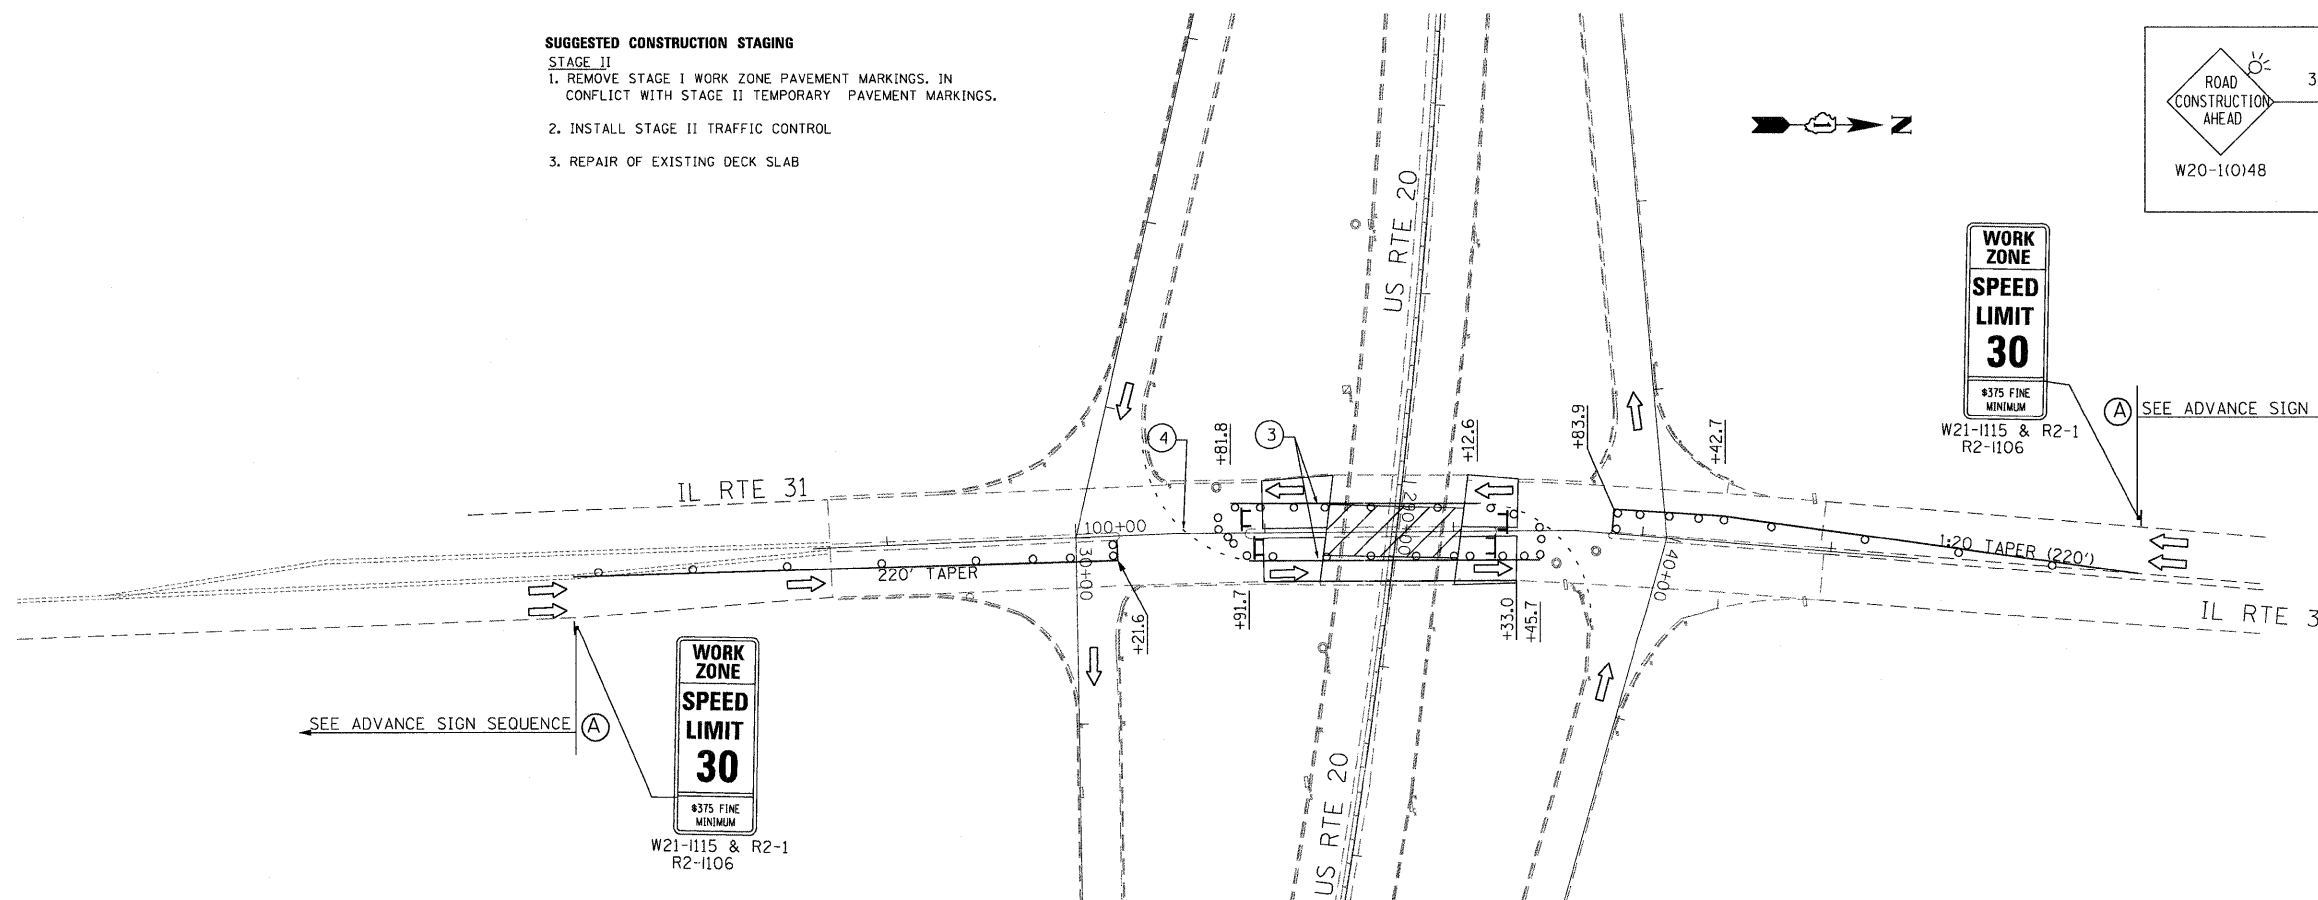 SUGGESTED CONSTRUCTION STAGING
STAGE II
1. REMOVE STAGE I WORK ZONE PAVEMENT MARKINGS. IN
CONFLICT WITH STAGE II TEMPORARY PAVEMENT MARKINGS.
2. INSTALL STAGE II TRAFFIC CONTROL
3. REPAIR OF EXISTING DECK SLAB
N
ROAD
CONSTRUCTION
AHEAD
W20-1(O)48
3
US RTE 20
WORK
ZONE
SPEED
LIMIT
30
$375 FINE
MINIMUM
W21-I115 & R2-1
R2-I106
A SEE ADVANCE SIGN
4
+81.8
3
+12.6
+83.9
+42.7
IL RTE 31
100+00
30+00
290+00
40+00
220' TAPER
1:20 TAPER (220')
+21.6
+91.7
+33.0
+45.7
IL RTE 3
WORK
ZONE
SPEED
LIMIT
30
$375 FINE
MINIMUM
W21-I115 & R2-1
R2-I106
SEE ADVANCE SIGN SEQUENCE A
US RTE 20